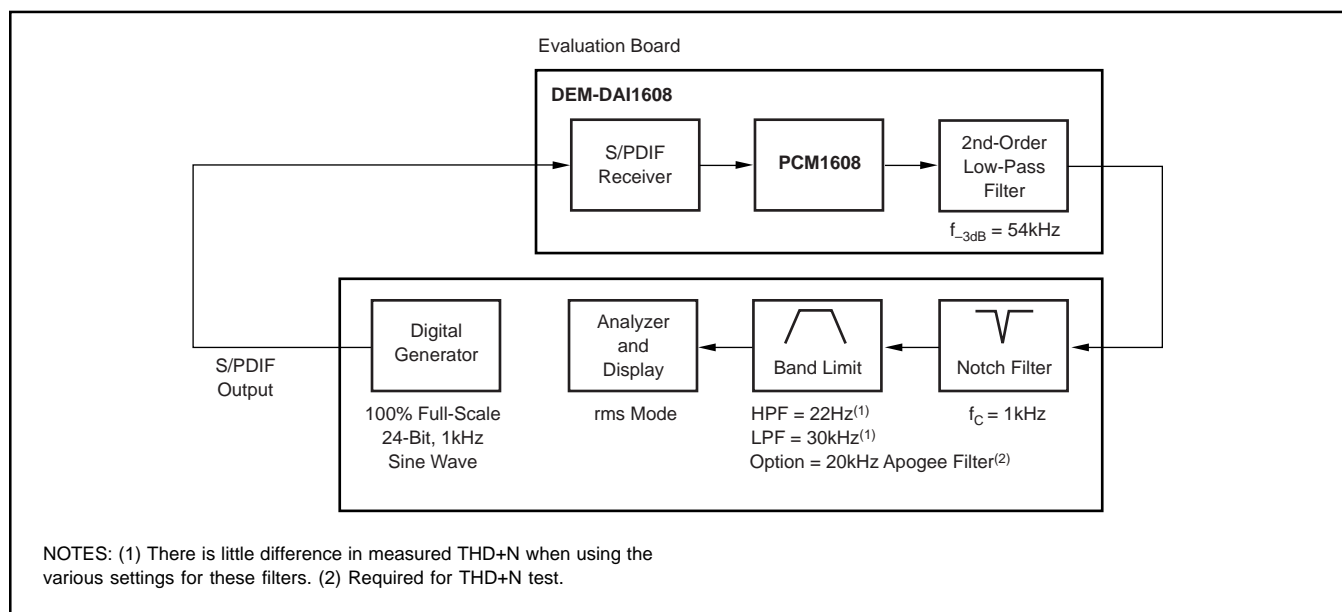 Evaluation Board
DEM-DAI1608
S/PDIF
Receiver
PCM1608
2nd-Order
Low-Pass
Filter
f–3dB = 54kHz
S/PDIF
Output
Digital
Generator
100% Full-Scale
24-Bit, 1kHz
Sine Wave
Analyzer
and
Display
rms Mode
Band Limit
HPF = 22Hz(1)
LPF = 30kHz(1)
Option = 20kHz Apogee Filter(2)
Notch Filter
fC = 1kHz
NOTES: (1) There is little difference in measured THD+N when using the
various settings for these filters. (2) Required for THD+N test.